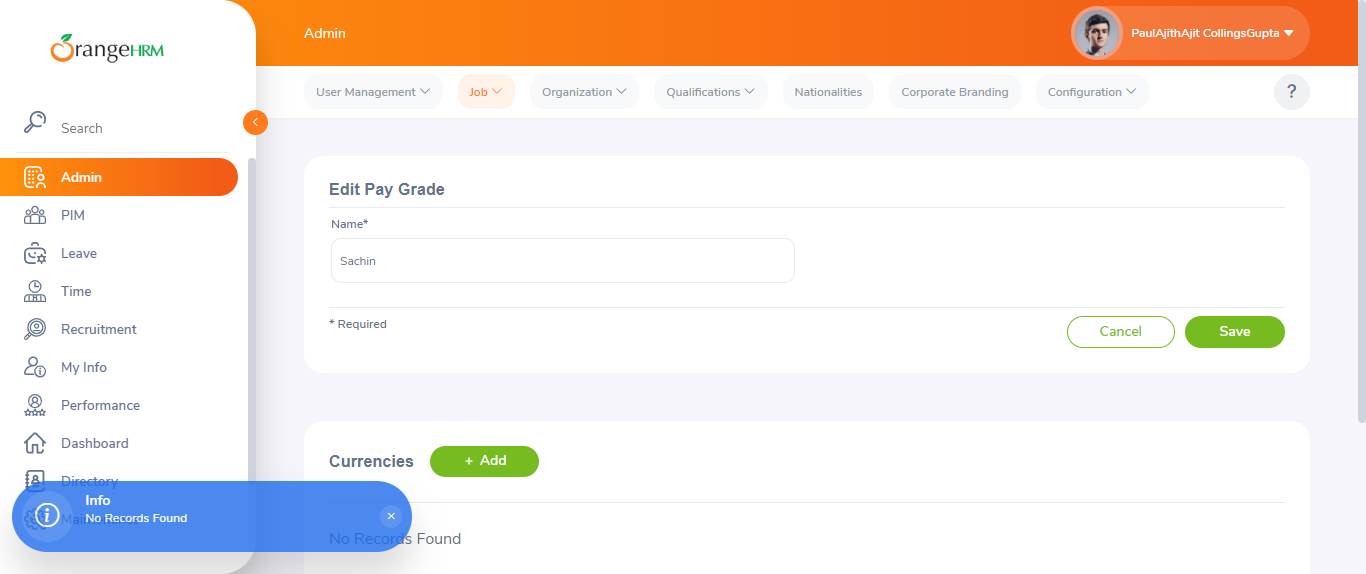 OrangeHRM
Admin
PaulAjithAjit CollingsGupta
User Management
Job
Organization
Qualifications
Nationalities
Corporate Branding
Configuration
?
Search
Admin
PIM
Leave
Time
Recruitment
My Info
Performance
Dashboard
Directory
Maintenance
Edit Pay Grade
Name*
Sachin
* Required
Cancel
Save
Currencies
+ Add
No Records Found
Info
No Records Found
×